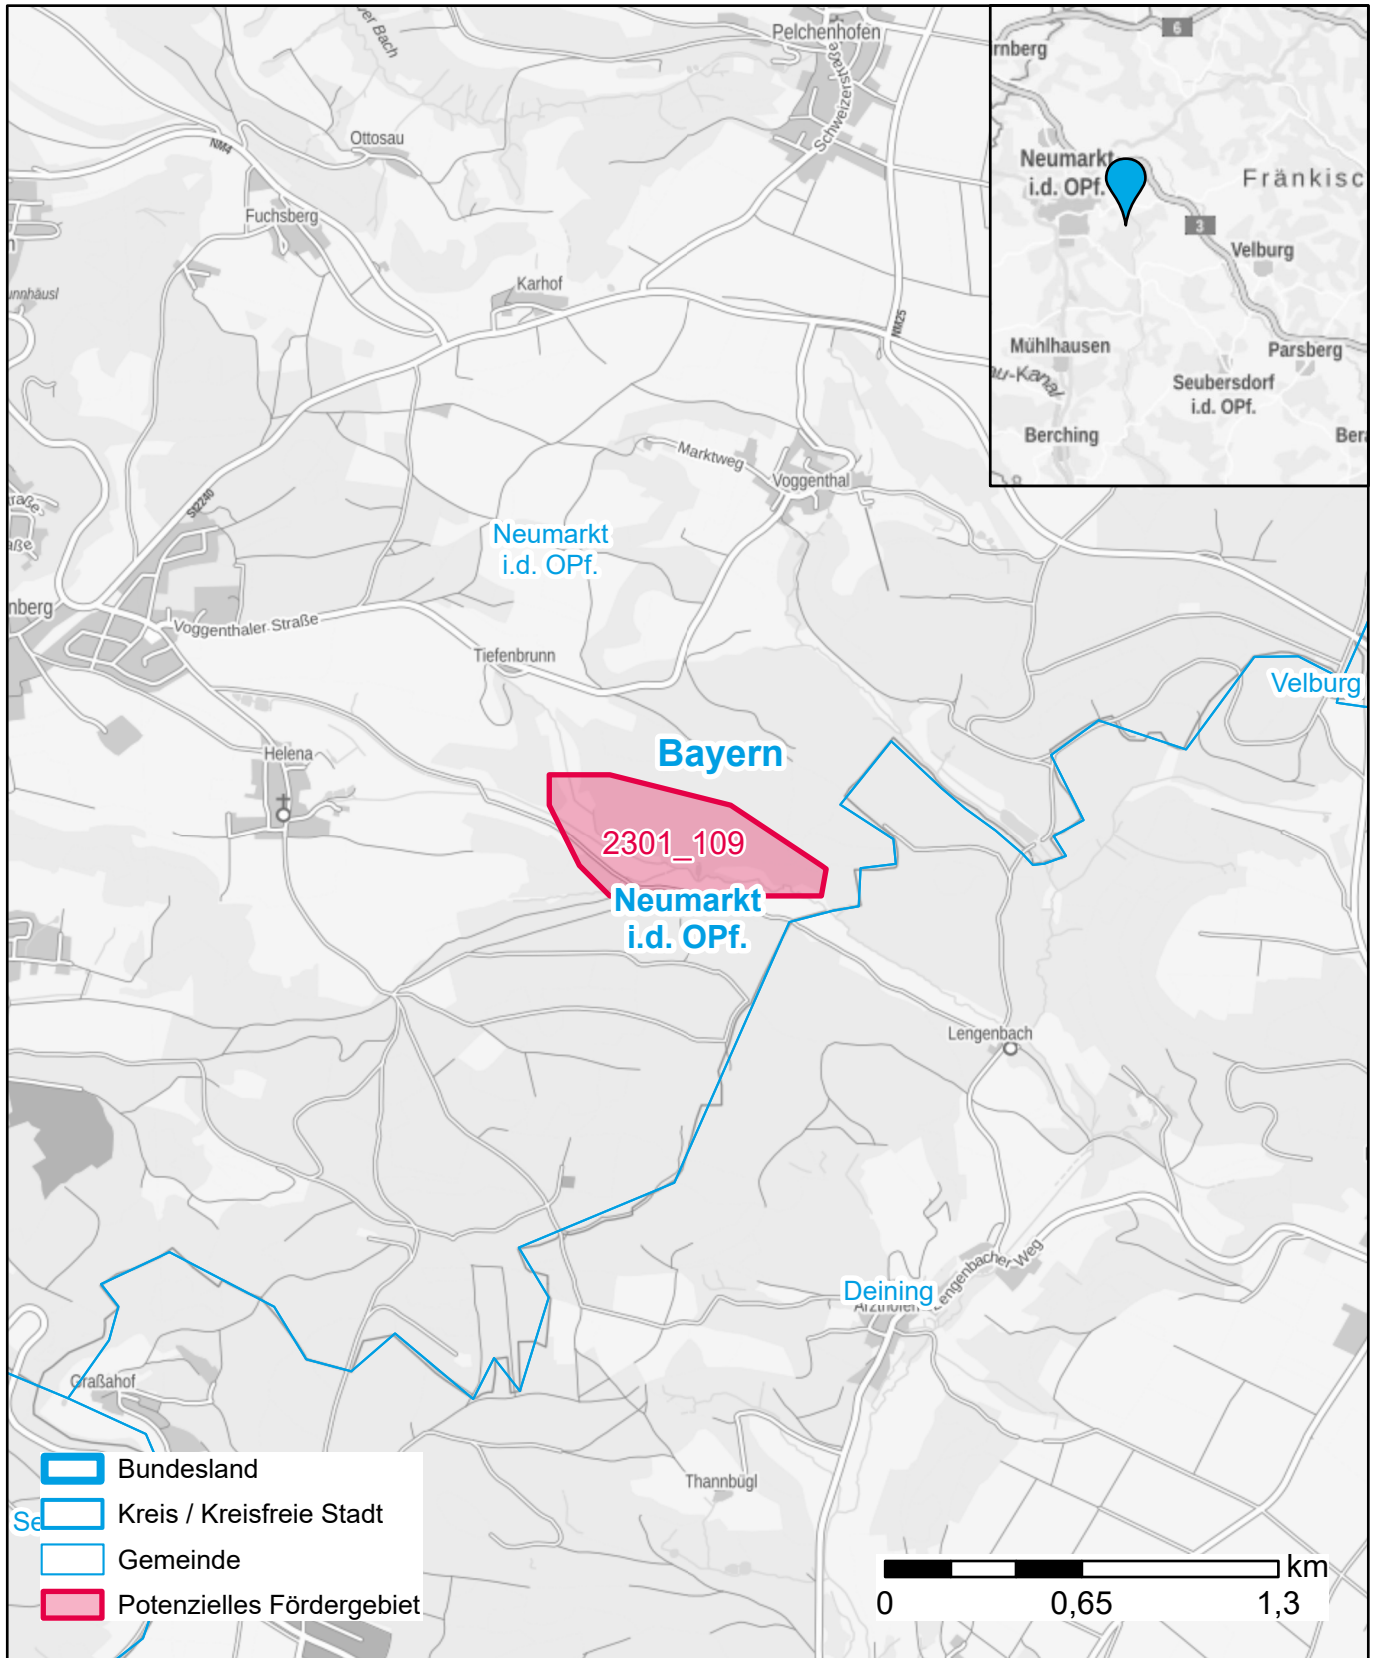 Pelchenhofen
Schweizerstraße
Ottosau
NM4
Fuchsberg
Karhof
NM25
Marktweg
Voggenthal
St2240
Neumarkt
i.d. OPf.
Voggenthaler Straße
Tiefenbrunn
Velburg
Helena
Bayern
2301_109
Neumarkt
i.d. OPf.
Lengenbach
Lengenbacher Weg
Deining
Graßahof
Thannbügl
6
Neumarkt
i.d. OPf.
Fränkisc
3
Velburg
Mühlhausen
Parsberg
Seubersdorf
i.d. OPf.
Berching
Bundesland
Kreis / Kreisfreie Stadt
Gemeinde
Potenzielles Fördergebiet
km
0 0,65 1,3